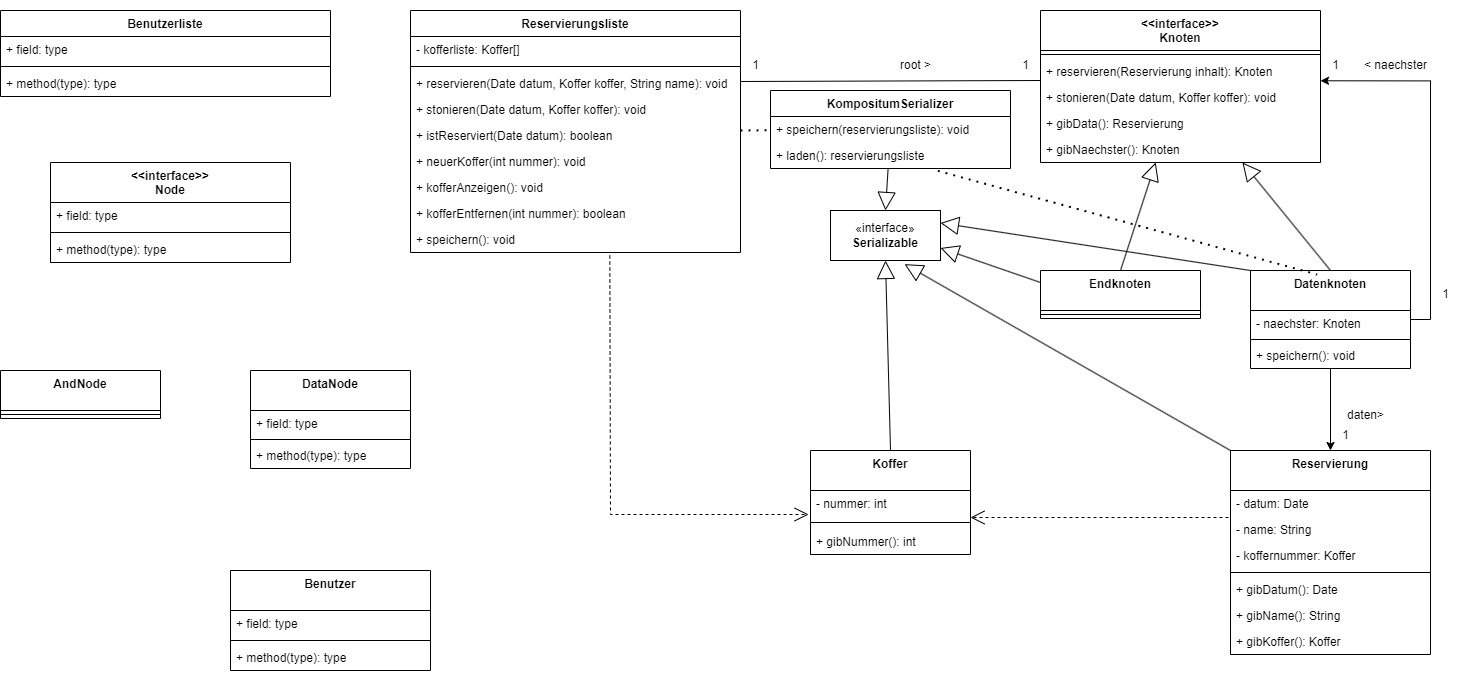 Benutzerliste
+ field: type
+ method(type): type
<<interface>>
Node
+ field: type
+ method(type): type
AndNode
DataNode
+ field: type
+ method(type): type
Benutzer
+ field: type
+ method(type): type
Reservierungsliste
- kofferliste: Koffer[]
+ reservieren(Date datum, Koffer koffer, String name): void
+ stonieren(Date datum, Koffer koffer): void
+ istReserviert(Date datum): boolean
+ neuerKoffer(int nummer): void
+ kofferAnzeigen(): void
+ kofferEntfernen(int nummer): boolean
+ speichern(): void
1
root >
1
<<interface>>
Knoten
+ reservieren(Reservierung inhalt): Knoten
+ stonieren(Date datum, Koffer koffer): void
+ gibData(): Reservierung
+ gibNaechster(): Knoten
1
< naechster
1
KompositumSerializer
+ speichern(reservierungsliste): void
+ laden(): reservierungsliste
«interface»
Serializable
Endknoten
Datenknoten
- naechster: Knoten
+ speichern(): void
daten>
1
Koffer
- nummer: int
+ gibNummer(): int
Reservierung
- datum: Date
- name: String
- koffernummer: Koffer
+ gibDatum(): Date
+ gibName(): String
+ gibKoffer(): Koffer